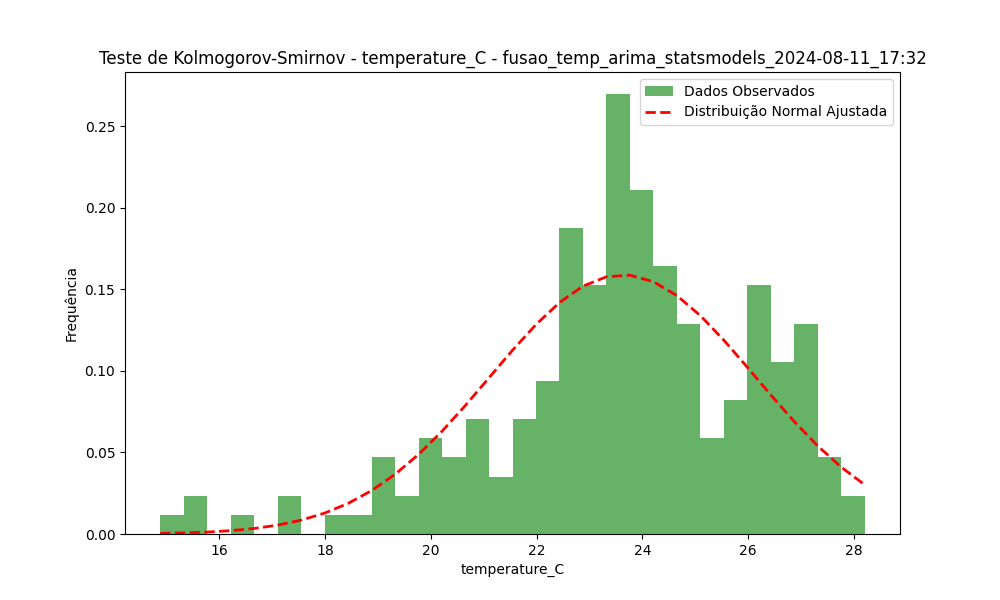 Teste de Kolmogorov-Smirnov - temperature_C - fusao_temp_arima_statsmodels_2024-08-11_17:32
Dados Observados
Distribuição Normal Ajustada
Frequência
0.25
0.20
0.15
0.10
0.05
0.00
16 18 20 22 24 26 28
temperature_C